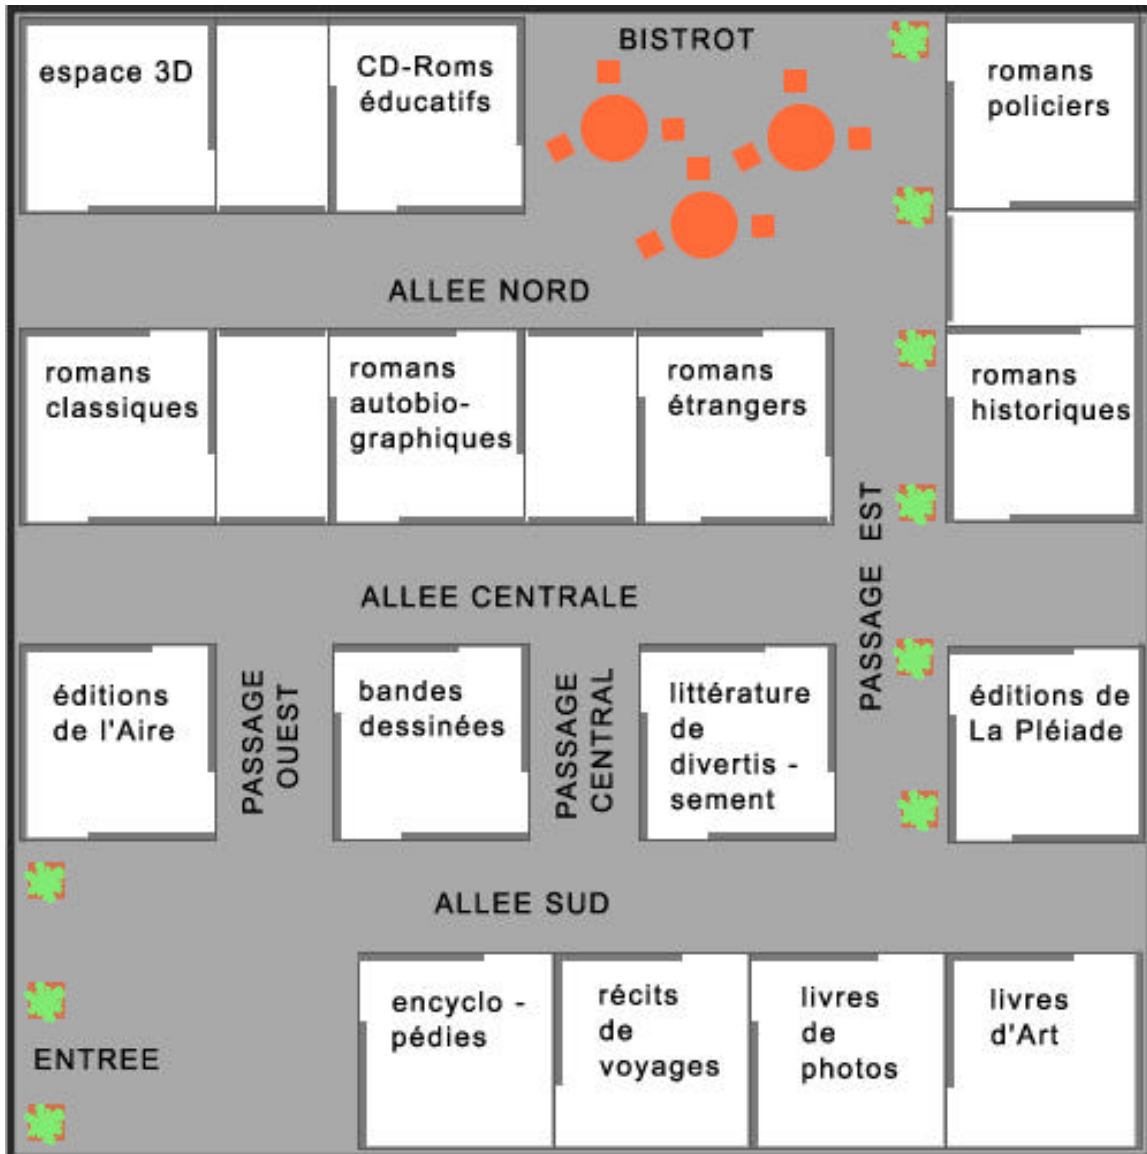 BISTROT
espace 3D
CD-Roms
éducatifs
romans
policiers
ALLEE NORD
romans
classiques
romans
autobio-
graphiques
romans
étrangers
romans
historiques
PASSAGE EST
ALLEE CENTRALE
éditions
de l'Aire
PASSAGE
OUEST
bandes
dessinées
PASSAGE
CENTRAL
littérature
de
divertis -
sement
éditions de
La Pléiade
ALLEE SUD
ENTREE
encyclo -
pédies
récits
de
voyages
livres
de
photos
livres
d'Art